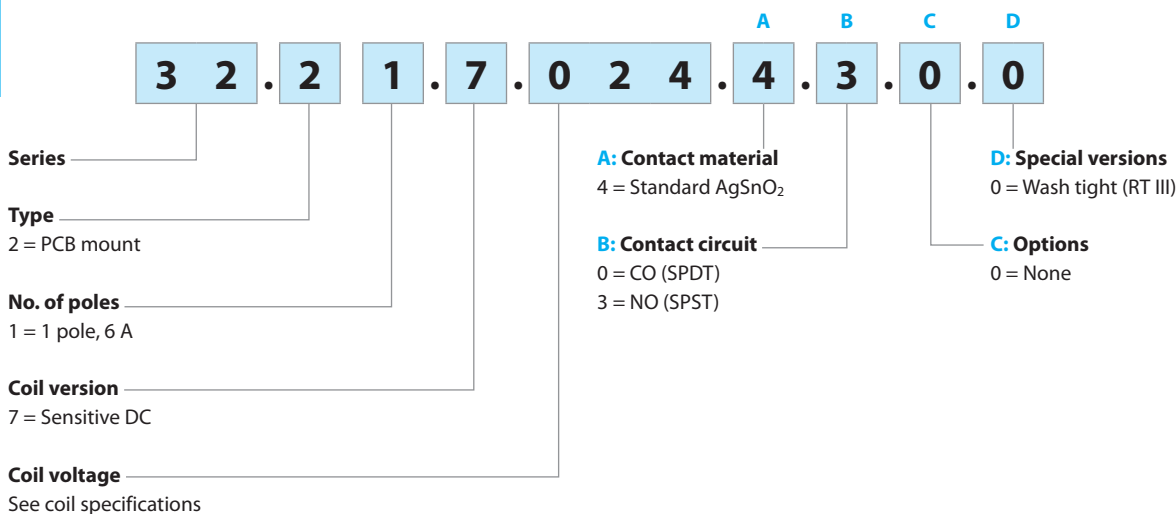 A B C D
3 2 . 2 1 . 7 . 0 2 4 . 4 . 3 . 0 . 0
Series
Type
2 = PCB mount
No. of poles
1 = 1 pole, 6 A
Coil version
7 = Sensitive DC
Coil voltage
See coil specifications
A: Contact material
4 = Standard AgSnO₂
B: Contact circuit
0 = CO (SPDT)
3 = NO (SPST)
D: Special versions
0 = Wash tight (RT III)
C: Options
0 = None